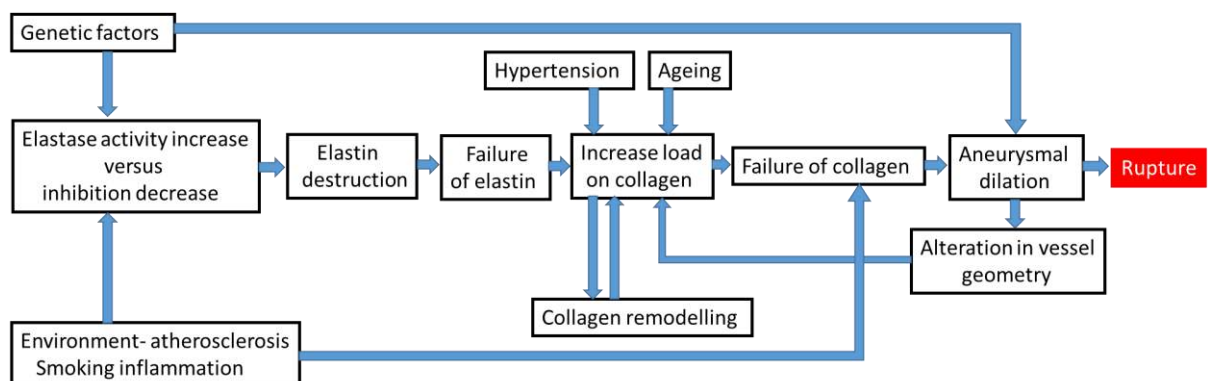 Genetic factors
Hypertension
Ageing
Elastase activity increase
versus
inhibition decrease
Elastin
destruction
Failure
of elastin
Increase load
on collagen
Failure of collagen
Aneurysmal
dilation
Rupture
Alteration in vessel
geometry
Collagen remodelling
Environment- atherosclerosis
Smoking inflammation